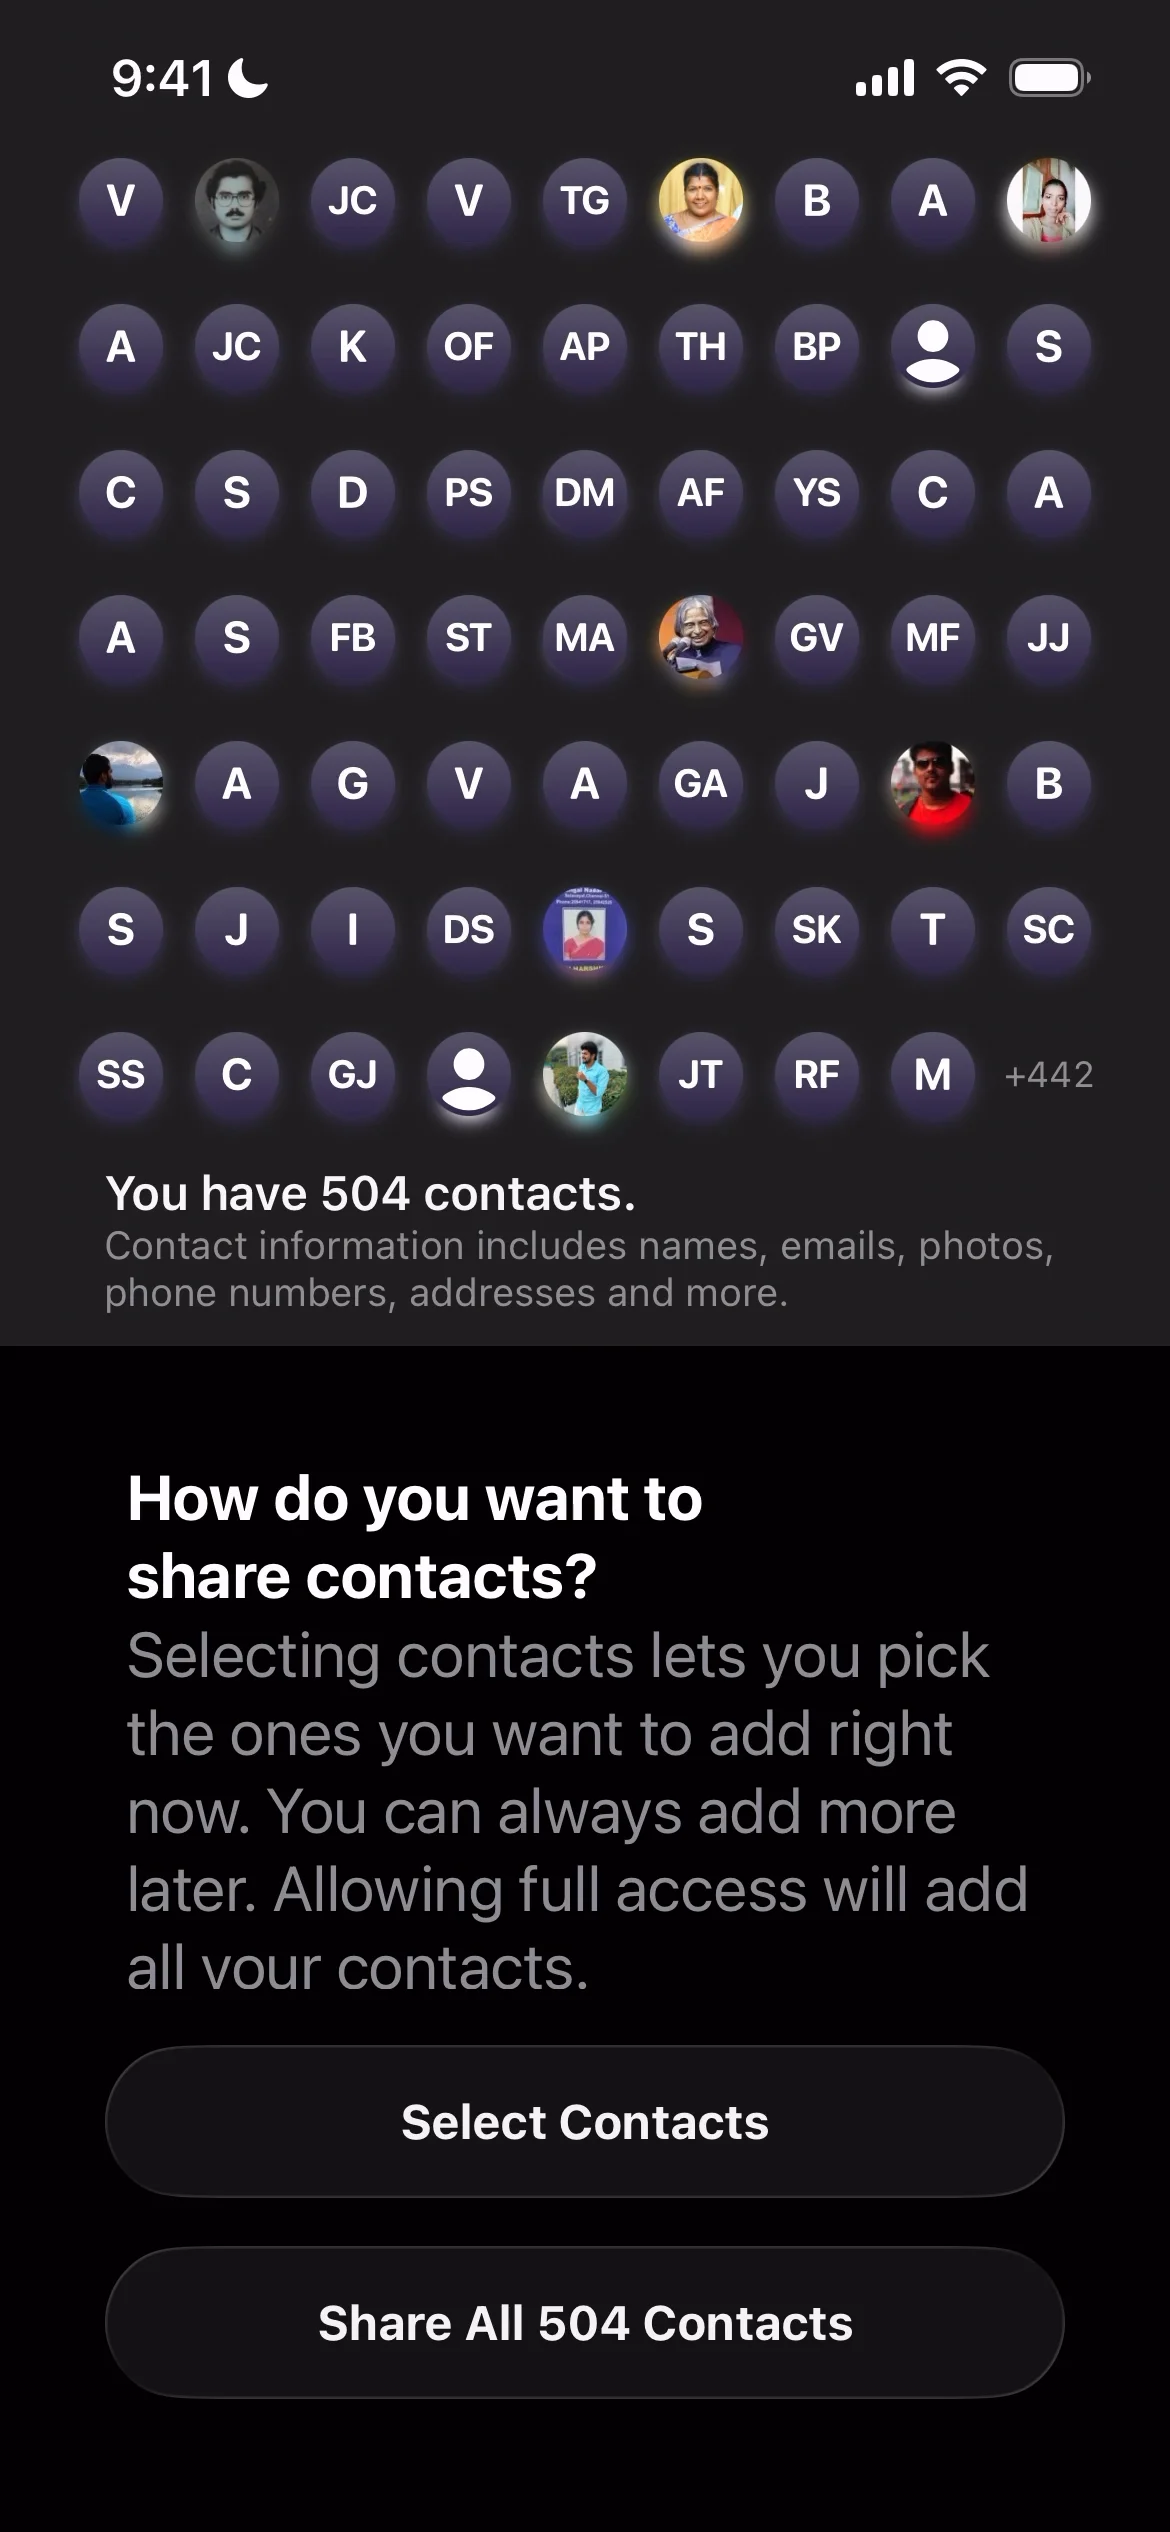 9:41
V JC V TG B A
A JC K OF AP TH BP S
C S D PS DM AF YS C A
A S FB ST MA GV MF JJ
A G V A GA J B
S J I DS S SK T SC
SS C GJ JT RF M +442
You have 504 contacts.
Contact information includes names, emails, photos,
phone numbers, addresses and more.
How do you want to
share contacts?
Selecting contacts lets you pick
the ones you want to add right
now. You can always add more
later. Allowing full access will add
all your contacts.
Select Contacts
Share All 504 Contacts